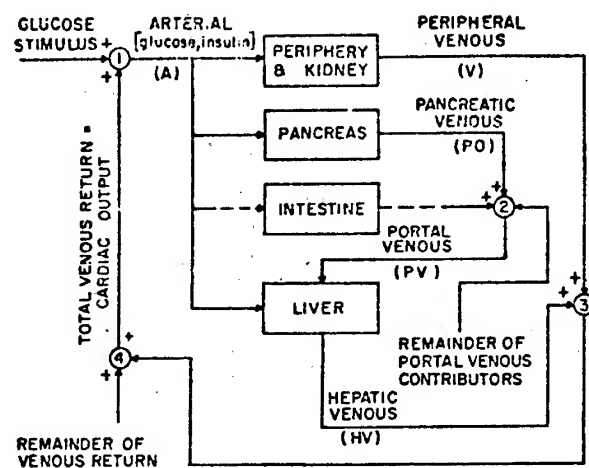 GLUCOSE
STIMULUS
+
+
1
ARTERIAL
[glucose, insulin]
(A)
PERIPHERY
& KIDNEY
PERIPHERAL
VENOUS
(V)
PANCREAS
PANCREATIC
VENOUS
(PO)
INTESTINE
+
+
+
2
PORTAL
VENOUS
(PV)
LIVER
+
+
3
TOTAL VENOUS RETURN =
CARDIAC OUTPUT
REMAINDER OF
PORTAL VENOUS
CONTRIBUTORS
4
+
+
HEPATIC
VENOUS
(HV)
REMAINDER OF
VENOUS RETURN